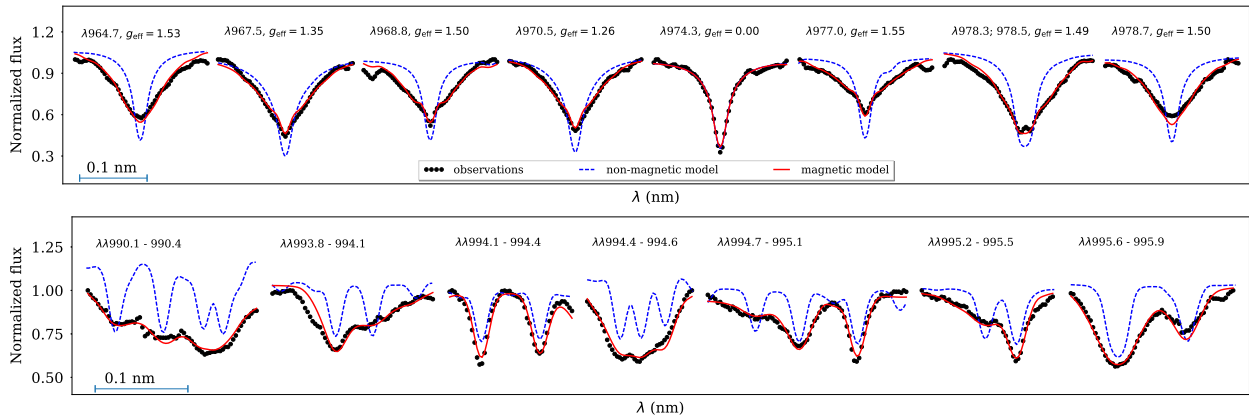 Normalized flux
1.2
0.9
0.6
0.3
λ964.7, g_eff = 1.53
λ967.5, g_eff = 1.35
λ968.8, g_eff = 1.50
λ970.5, g_eff = 1.26
λ974.3, g_eff = 0.00
λ977.0, g_eff = 1.55
λ978.3; 978.5, g_eff = 1.49
λ978.7, g_eff = 1.50
0.1 nm
observations
non-magnetic model
magnetic model
λ (nm)
Normalized flux
1.25
1.00
0.75
0.50
λλ990.1 - 990.4
λλ993.8 - 994.1
λλ994.1 - 994.4
λλ994.4 - 994.6
λλ994.7 - 995.1
λλ995.2 - 995.5
λλ995.6 - 995.9
0.1 nm
λ (nm)